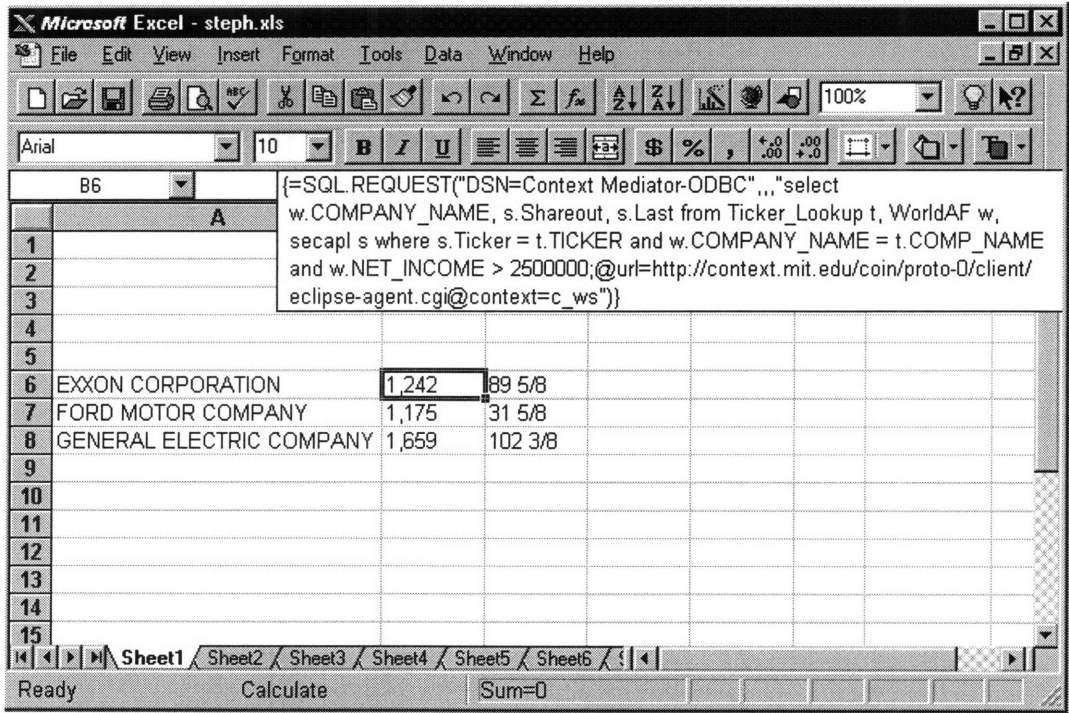 Microsoft Excel - steph.xls
File Edit View Insert Format Tools Data Window Help
100%
Arial 10 B I U $ % ,
B6 {=SQL.REQUEST("DSN=Context Mediator-ODBC",,,"select
w.COMPANY_NAME, s.Shareout, s.Last from Ticker_Lookup t, WorldAF w,
secapl s where s.Ticker = t.TICKER and w.COMPANY_NAME = t.COMP_NAME
and w.NET_INCOME > 2500000;@url=http://context.mit.edu/coin/proto-0/client/
eclipse-agent.cgi@context=c_ws")}
A
1
2
3
4
5
6 EXXON CORPORATION 1,242 89 5/8
7 FORD MOTOR COMPANY 1,175 31 5/8
8 GENERAL ELECTRIC COMPANY 1,659 102 3/8
9
10
11
12
13
14
15
Sheet1 Sheet2 Sheet3 Sheet4 Sheet5 Sheet6
Ready Calculate Sum=0